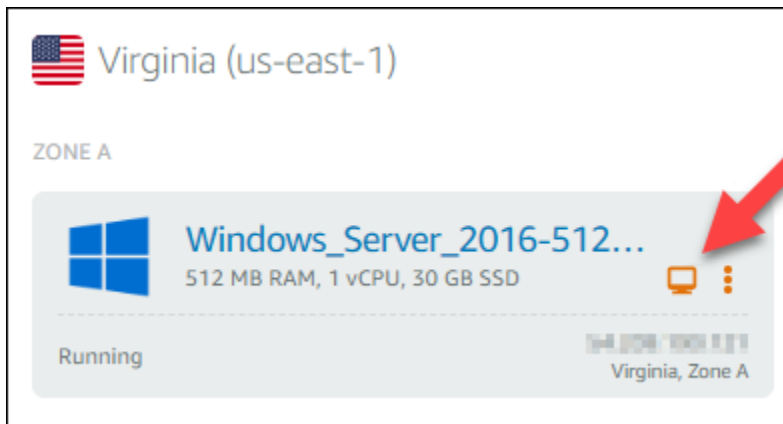 Virginia (us-east-1)
ZONE A
Windows_Server_2016-512...
512 MB RAM, 1 vCPU, 30 GB SSD
Running
Virginia, Zone A